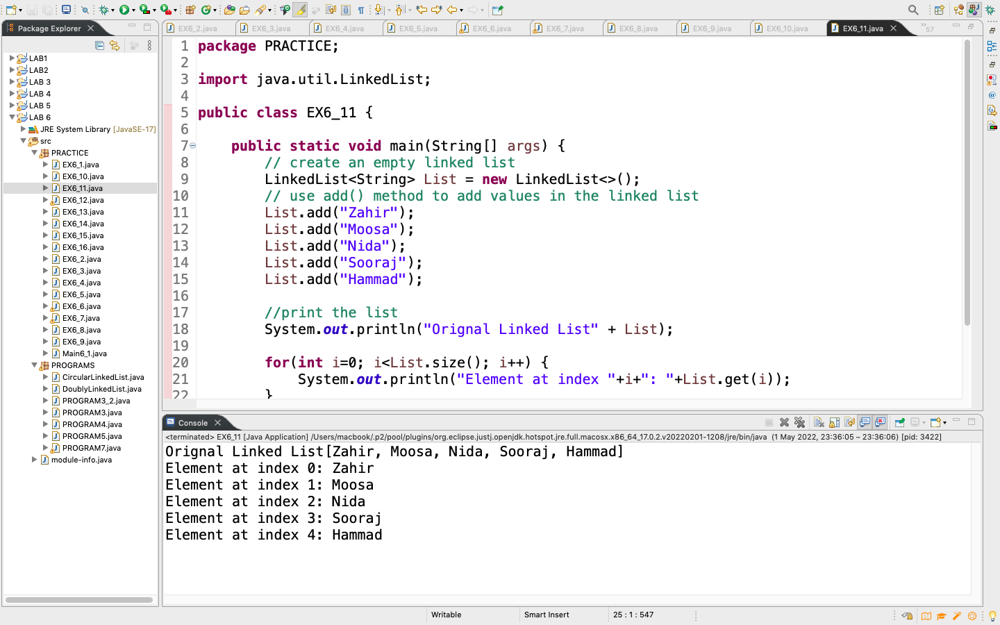 Package Explorer
LAB1
LAB2
LAB 3
LAB 4
LAB 5
LAB 6
JRE System Library [JavaSE-17]
src
PRACTICE
EX6_1.java
EX6_10.java
EX6_11.java
EX6_12.java
EX6_13.java
EX6_14.java
EX6_15.java
EX6_16.java
EX6_2.java
EX6_3.java
EX6_4.java
EX6_5.java
EX6_6.java
EX6_7.java
EX6_8.java
EX6_9.java
Main6_1.java
PROGRAMS
CircularLinkedList.java
DoublyLinkedList.java
PROGRAM3_2.java
PROGRAM3.java
PROGRAM4.java
PROGRAM5.java
PROGRAM7.java
module-info.java
EX6_2.java EX6_3.java EX6_4.java EX6_5.java EX6_6.java EX6_7.java EX6_8.java EX6_9.java EX6_10.java EX6_11.java »57
1 package PRACTICE;
2
3 import java.util.LinkedList;
4
5 public class EX6_11 {
6
7 public static void main(String[] args) {
8 // create an empty linked list
9 LinkedList<String> List = new LinkedList<>();
10 // use add() method to add values in the linked list
11 List.add("Zahir");
12 List.add("Moosa");
13 List.add("Nida");
14 List.add("Sooraj");
15 List.add("Hammad");
16
17 //print the list
18 System.out.println("Orignal Linked List" + List);
19
20 for(int i=0; i<List.size(); i++) {
21 System.out.println("Element at index "+i+": "+List.get(i));
22 }
Console
<terminated> EX6_11 [Java Application] /Users/macbook/.p2/pool/plugins/org.eclipse.justj.openjdk.hotspot.jre.full.macosx.x86_64_17.0.2.v20220201-1208/jre/bin/java (1 May 2022, 23:36:05 – 23:36:06) [pid: 3422]
Orignal Linked List[Zahir, Moosa, Nida, Sooraj, Hammad]
Element at index 0: Zahir
Element at index 1: Moosa
Element at index 2: Nida
Element at index 3: Sooraj
Element at index 4: Hammad
Writable Smart Insert 25 : 1 : 547